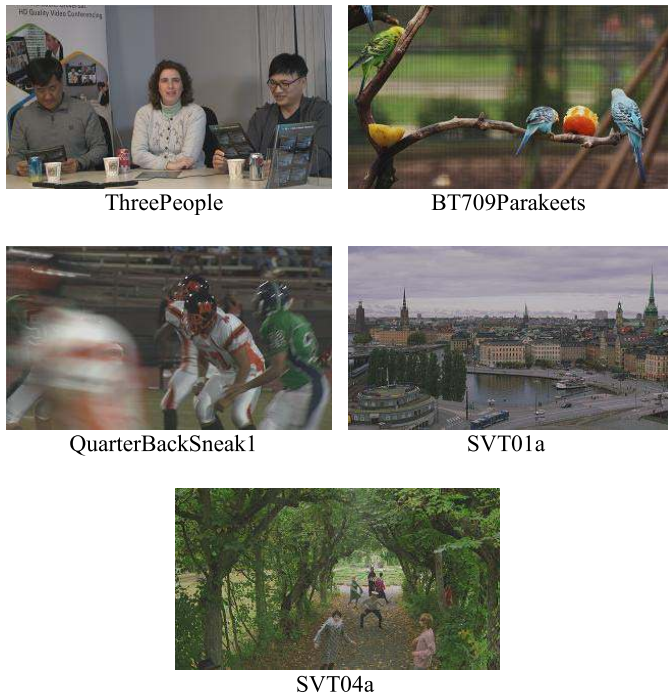 HD Quality Video Conferencing
ThreePeople
BT709Parakeets
QuarterBackSneak1
SVT01a
SVT04a